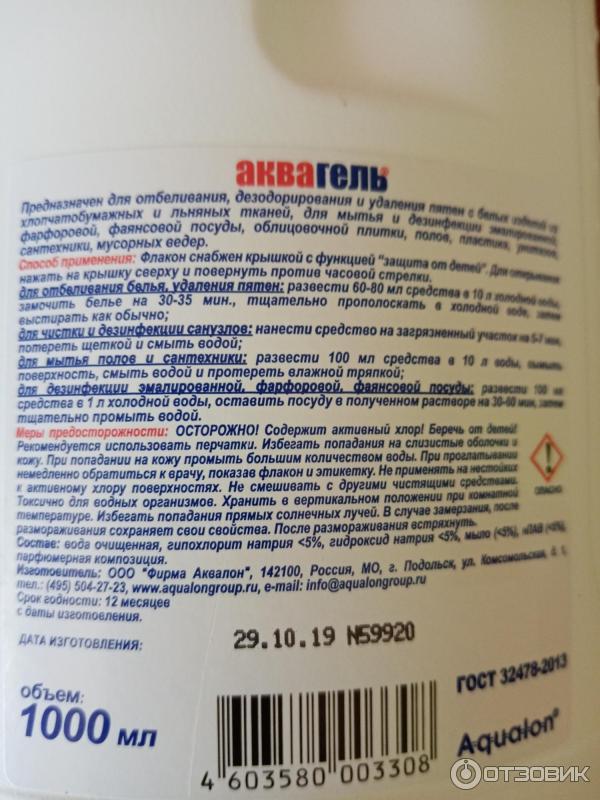 аквагель®
Предназначен для отбеливания, дезодорирования и удаления пятен с белых изделий из
хлопчатобумажных и льняных тканей, для мытья и дезинфекции эмалированной,
фарфоровой, фаянсовой посуды, облицовочной плитки, полов, пластика, унитазов,
сантехники, мусорных ведер.
Способ применения: Флакон снабжен крышкой с функцией "защита от детей". Для открывания
нажать на крышку сверху и повернуть против часовой стрелки.
для отбеливания белья, удаления пятен: развести 60-80 мл средства в 10 л холодной воды,
замочить белье на 30-35 мин., тщательно прополоскать в холодной воде, затем
выстирать как обычно;
для чистки и дезинфекции санузлов: нанести средство на загрязненный участок на 5-7 мин,
потереть щеткой и смыть водой;
для мытья полов и сантехники: развести 100 мл средства в 10 л воды, вымыть
поверхность, смыть водой и протереть влажной тряпкой;
для дезинфекции эмалированной, фарфоровой, фаянсовой посуды: развести 100 мл
средства в 1 л холодной воды, оставить посуду в полученном растворе на 30-60 мин, затем
тщательно промыть водой.
Меры предосторожности: ОСТОРОЖНО! Содержит активный хлор! Беречь от детей!
Рекомендуется использовать перчатки. Избегать попадания на слизистые оболочки и
кожу. При попадании на кожу промыть большим количеством воды. При проглатывании
немедленно обратиться к врачу, показав флакон и этикетку. Не применять на нестойких
к активному хлору поверхностях. Не смешивать с другими чистящими средствами.
Токсично для водных организмов. Хранить в вертикальном положении при комнатной
температуре. Избегать попадания прямых солнечных лучей. В случае замерзания, после
размораживания сохраняет свои свойства. После размораживания встряхнуть.
Состав: вода очищенная, гипохлорит натрия <5%, гидроксид натрия <5%, мыло (<5%), нПАВ (<5%),
парфюмерная композиция.
Изготовитель: ООО "Фирма Аквалон", 142100, Россия, МО, г. Подольск, ул. Комсомольская, д. 1,
тел.: (495) 504-27-23, www.aqualongroup.ru, e-mail: info@aqualongroup.ru
Срок годности: 12 месяцев
с даты изготовления.
ОПАСНО
ДАТА ИЗГОТОВЛЕНИЯ:
29.10.19 N59920
объем:
1000 мл
ГОСТ 32478-2013
Aqualon®
4 603580 003308
ОТЗОВИК